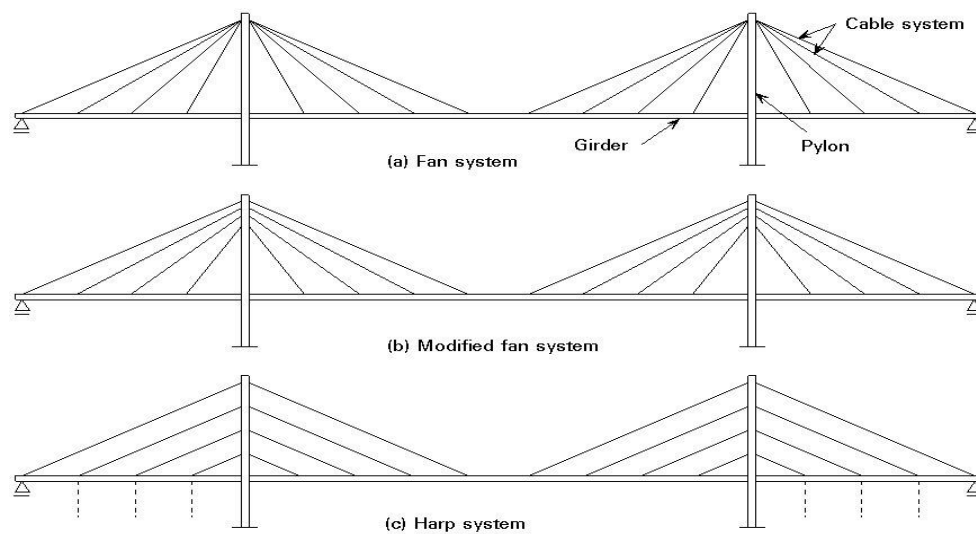 Cable system
Girder
Pylon
(a) Fan system
(b) Modified fan system
(c) Harp system